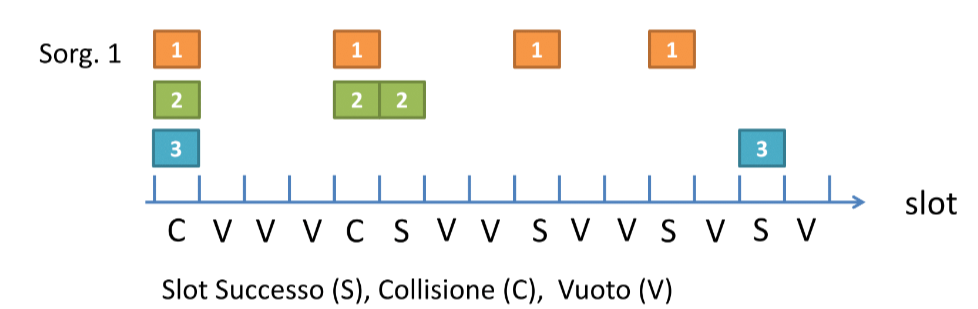 Sorg. 1 1 1 1 1
2 2 2
3 3
slot
C V V V C S V V S V V S V S V
Slot Successo (S), Collisione (C), Vuoto (V)